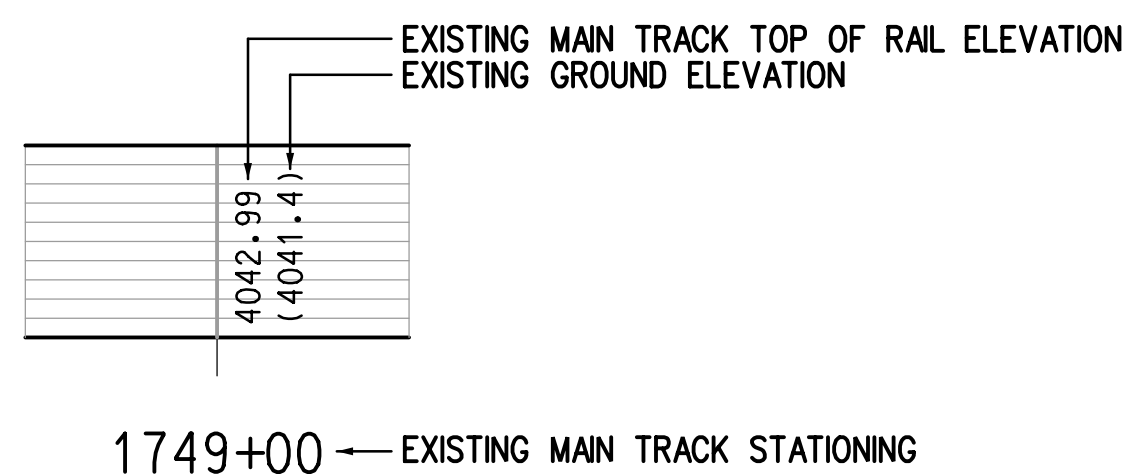 EXISTING MAIN TRACK TOP OF RAIL ELEVATION
EXISTING GROUND ELEVATION
4042.99
(4041.4)
1749+00 EXISTING MAIN TRACK STATIONING